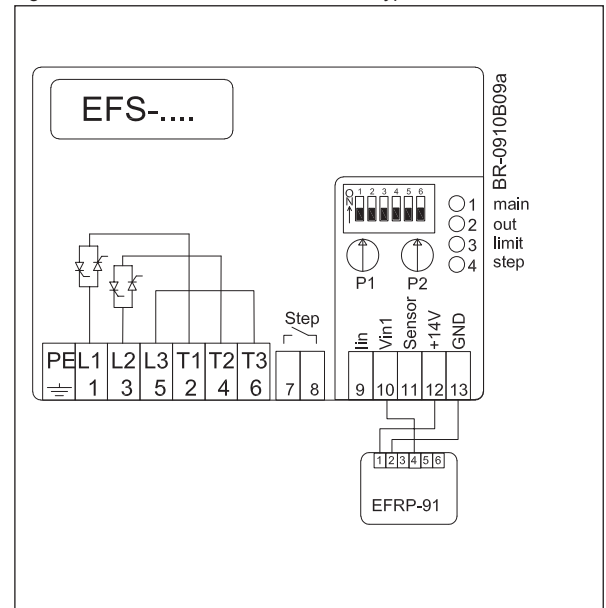 EFS-....
BR-0910B09a
O
N
1 2 3 4 5 6
1 main
2 out
3 limit
4 step
P1 P2
Step
Iin Vin1 Sensor +14V GND
PE L1 L2 L3 T1 T2 T3
1 3 5 2 4 6
7 8
9 10 11 12 13
1 2 3 4 5 6
EFRP-91